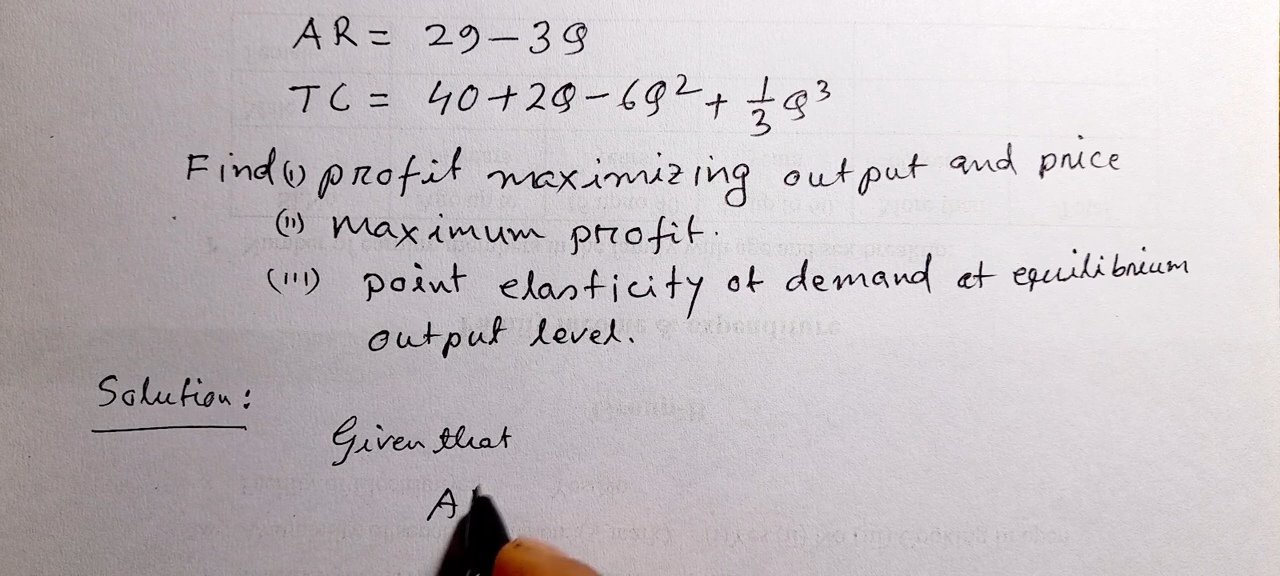 AR = 29 - 3Q
TC = 40 + 2Q - 6Q² + 1/3 Q³
Find (i) profit maximizing output and price
(ii) maximum profit.
(iii) point elasticity of demand at equilibrium
output level.
Solution:
Given that
A